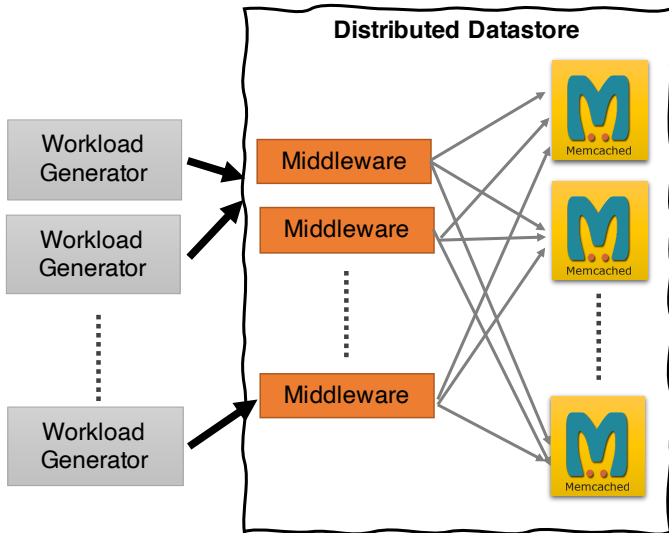 Distributed Datastore
Workload
Generator
Middleware
Memcached
Workload
Generator
Middleware
Memcached
Workload
Generator
Middleware
Memcached